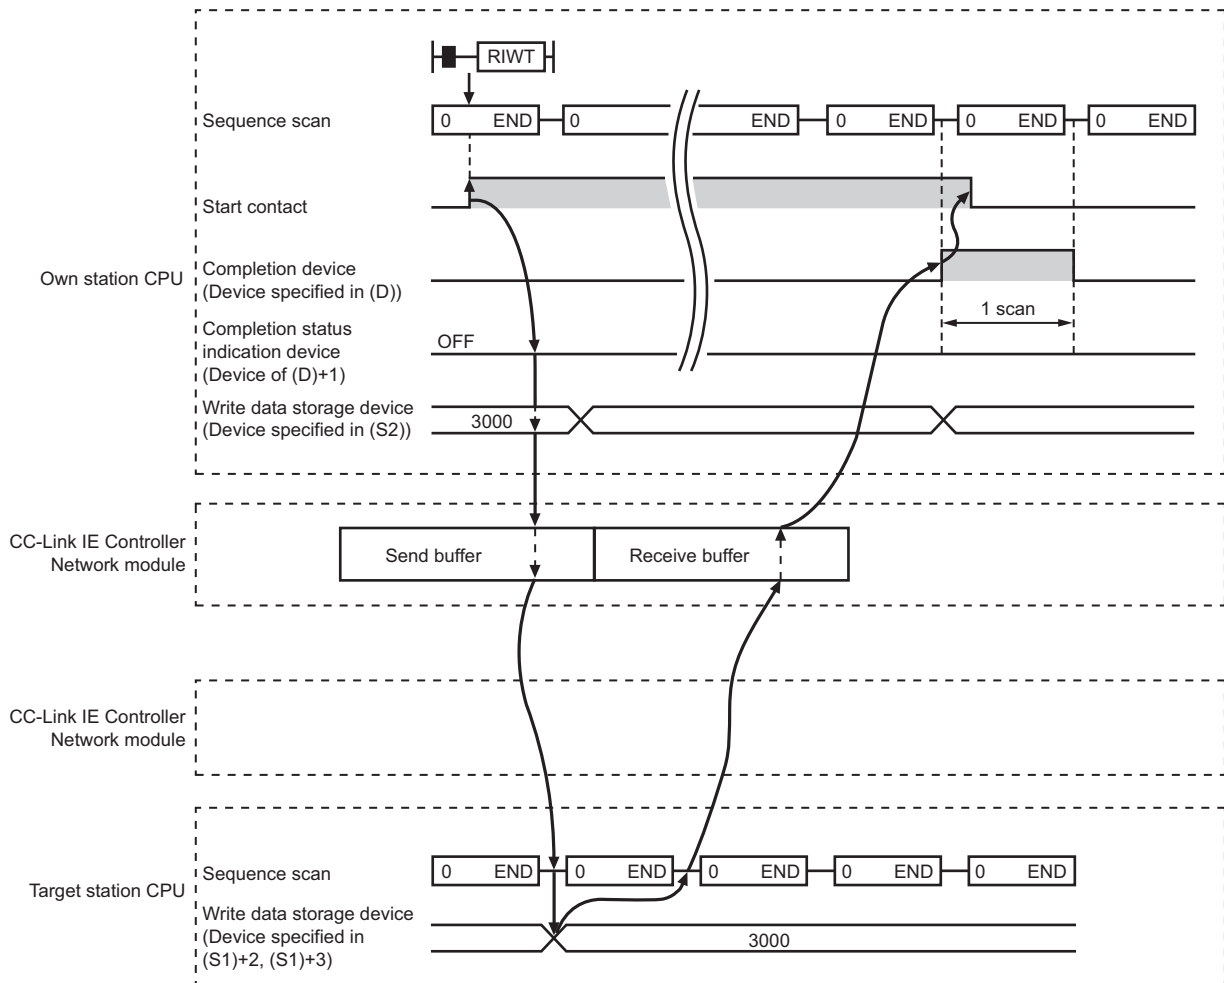 RIWT
Sequence scan
0 END 0 END 0 END 0 END 0 END
Start contact
Own station CPU
Completion device
(Device specified in (D))
1 scan
Completion status
indication device
(Device of (D)+1)
OFF
Write data storage device
(Device specified in (S2))
3000
CC-Link IE Controller
Network module
Send buffer
Receive buffer
CC-Link IE Controller
Network module
Target station CPU
Sequence scan
0 END 0 END 0 END 0 END 0 END
Write data storage device
(Device specified in
(S1)+2, (S1)+3)
3000